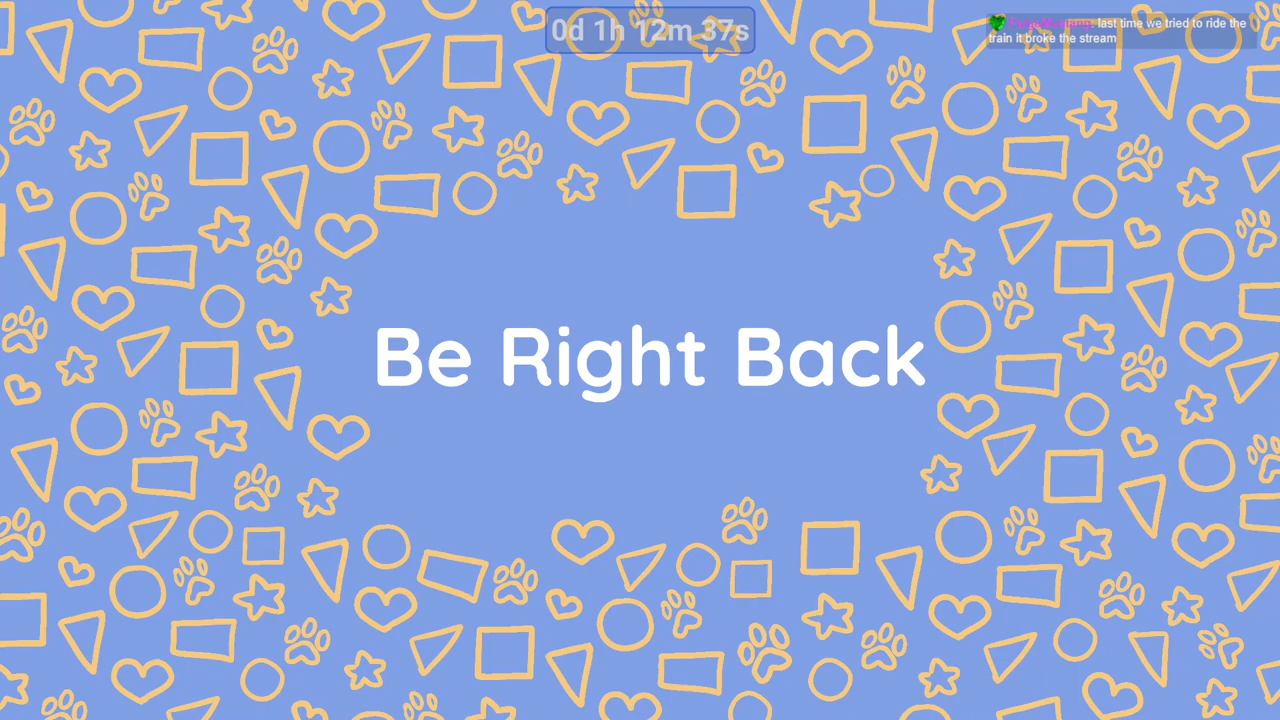 0d 1h 12m 37s
last time we tried to ride the
train it broke the stream
Be Right Back